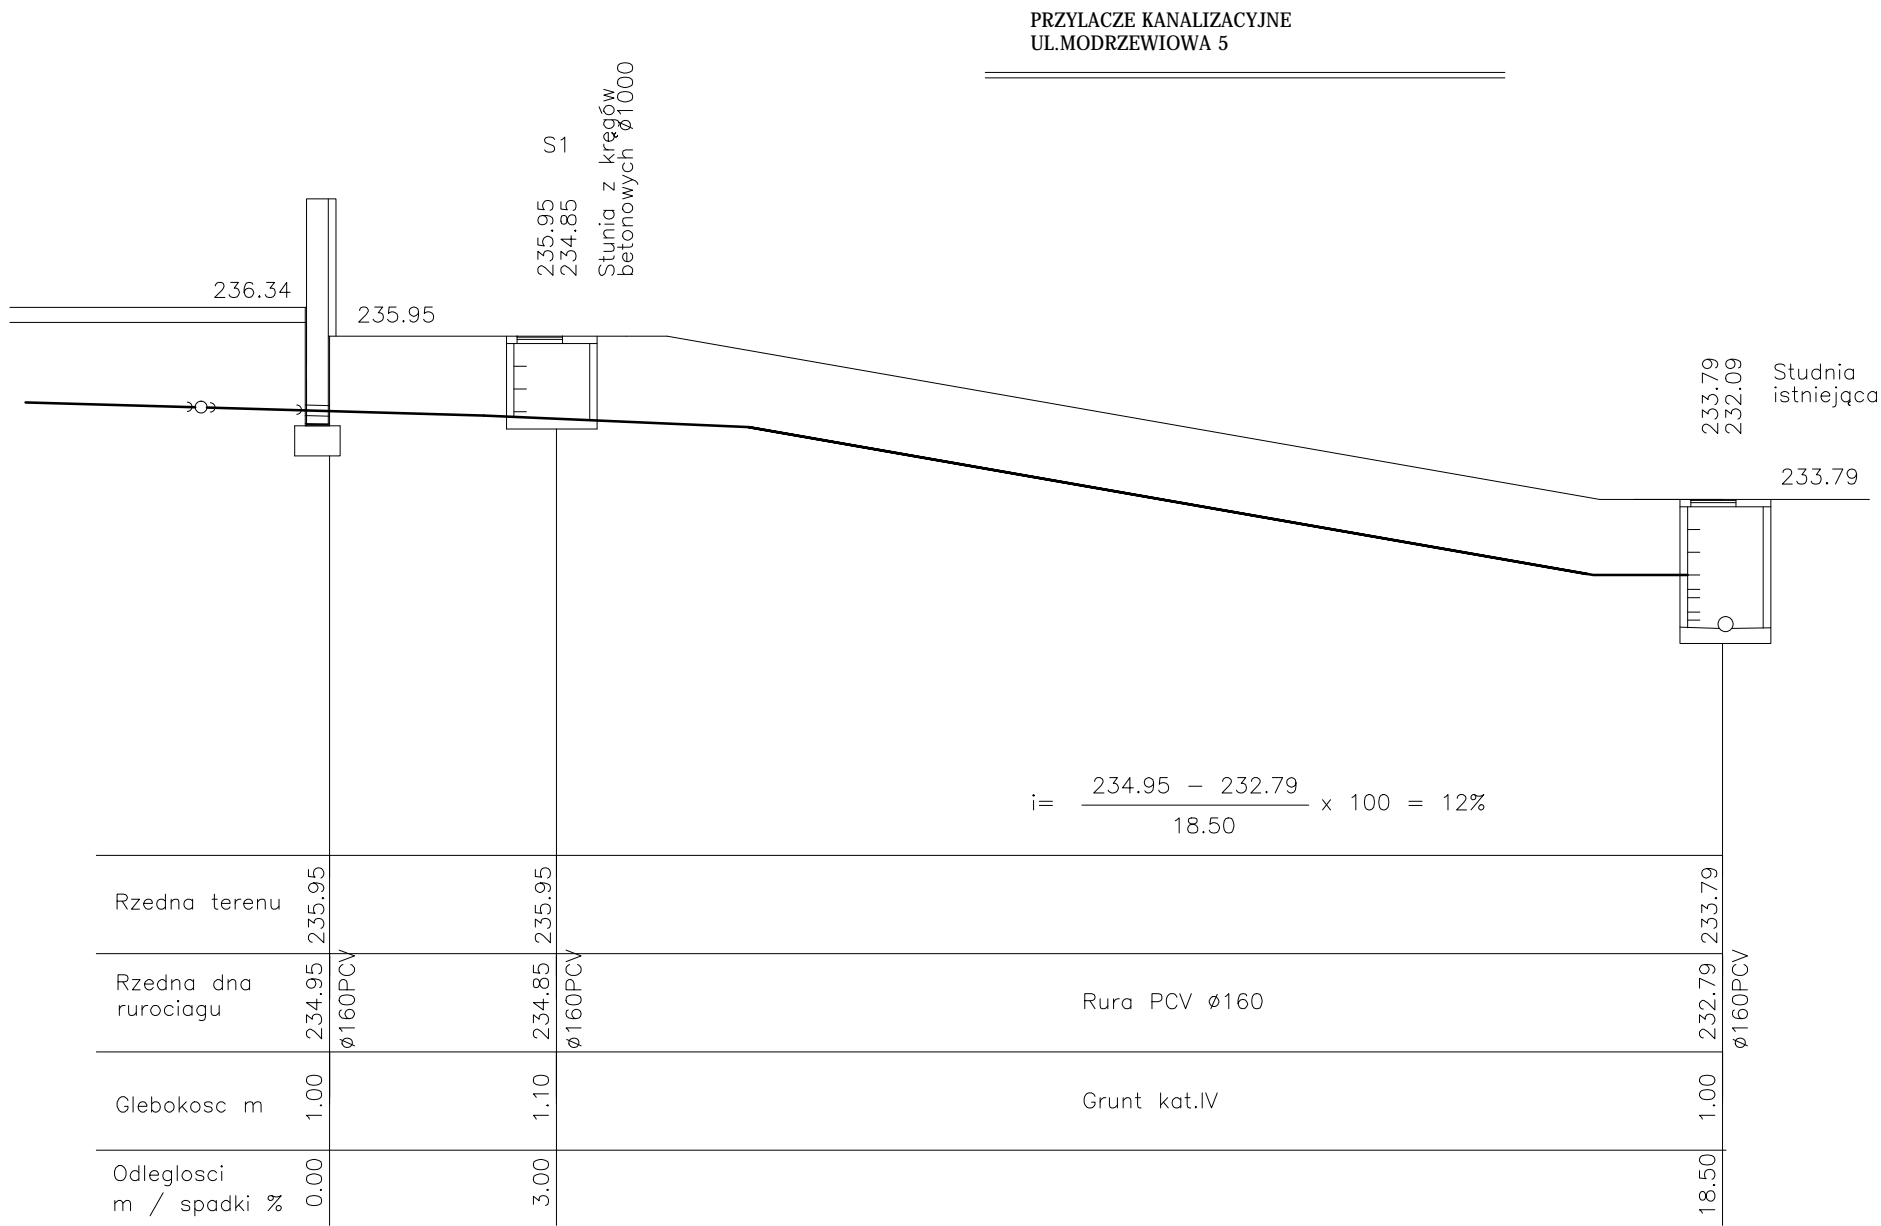 PRZYLACZE KANALIZACYJNE
UL.MODRZEWIOWA 5
S1
235.95
234.85
Stunia z kręgów
betonowych ø1000
236.34
235.95
233.79
232.09
Studnia
istniejąca
233.79
i= 234.95 – 232.79 x 100 = 12%
18.50
Rzedna terenu
235.95
235.95
233.79
Rzedna dna
rurociagu
234.95
ø160PCV
234.85
ø160PCV
Rura PCV ø160
232.79
ø160PCV
Glebokosc m
1.00
1.10
Grunt kat.IV
1.00
Odleglosci
m / spadki %
0.00
3.00
18.50